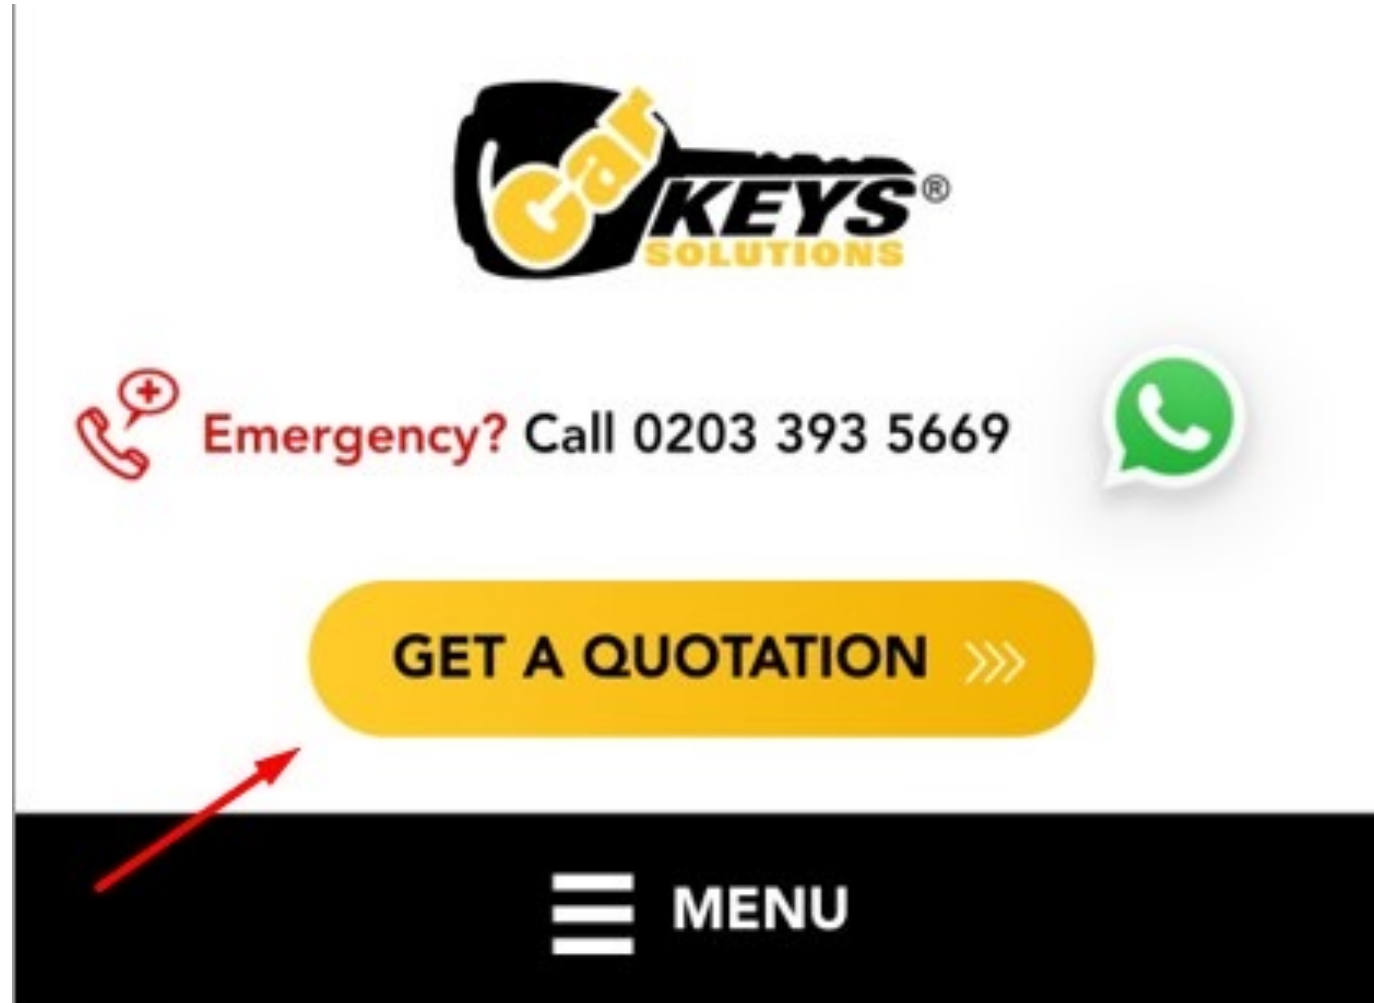 Car
KEYS®
SOLUTIONS
Emergency? Call 0203 393 5669
GET A QUOTATION
MENU